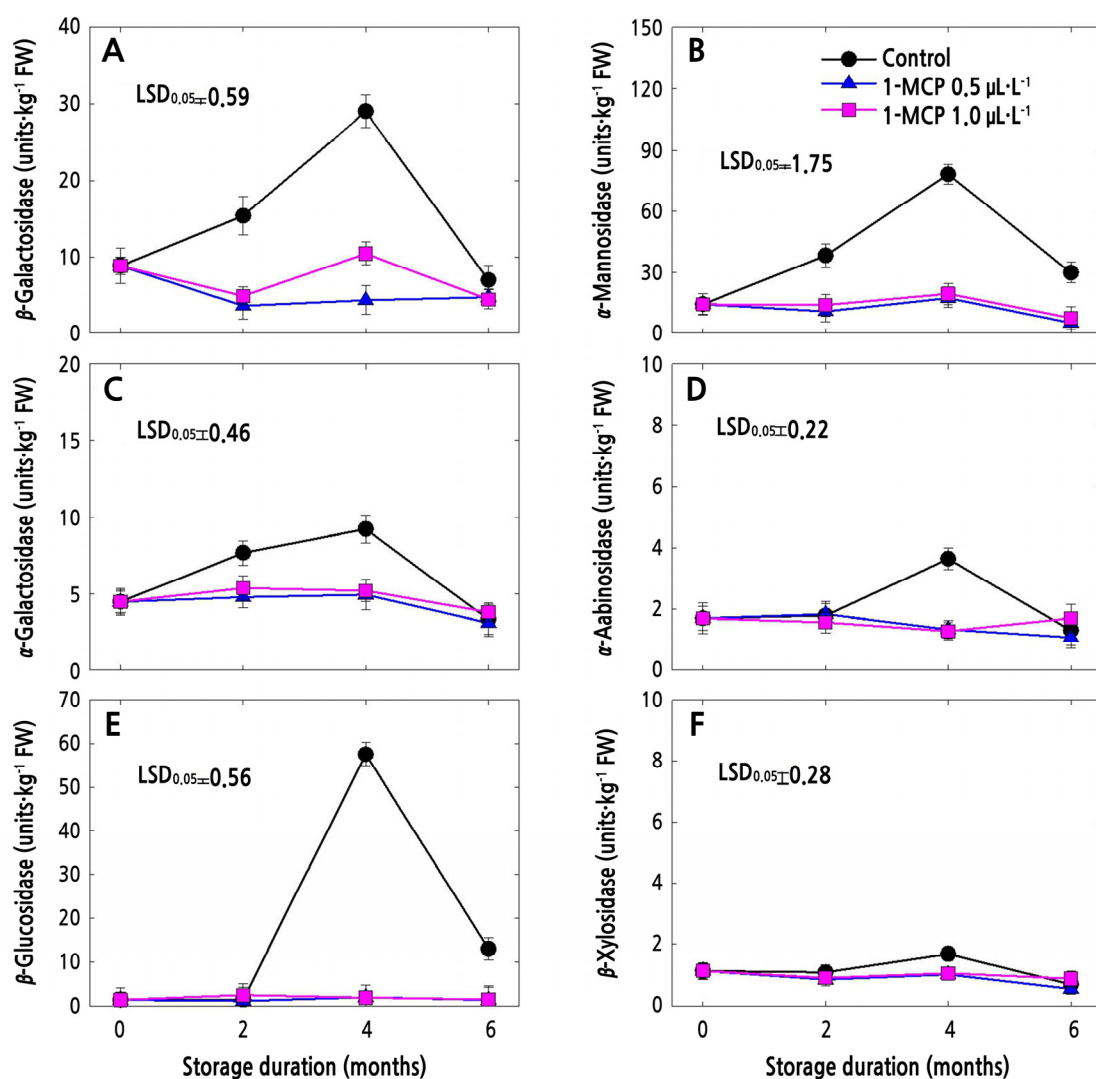 A
LSD0.05=0.59
β-Galactosidase (units·kg-1 FW)
40
30
20
10
0
B
Control
1-MCP 0.5 μL·L-1
1-MCP 1.0 μL·L-1
LSD0.05=1.75
α-Mannosidase (units·kg-1 FW)
150
120
90
60
30
0
C
LSD0.05=0.46
α-Galactosidase (units·kg-1 FW)
20
15
10
5
0
D
LSD0.05=0.22
α-Aabinosidase (units·kg-1 FW)
10
8
6
4
2
0
E
LSD0.05=0.56
β-Glucosidase (units·kg-1 FW)
70
60
50
40
30
20
10
0
0 2 4 6
Storage duration (months)
F
LSD0.05=0.28
β-Xylosidase (units·kg-1 FW)
10
8
6
4
2
0
0 2 4 6
Storage duration (months)